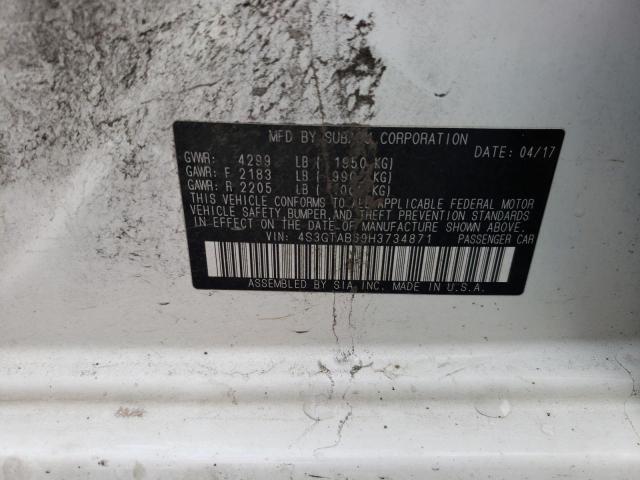 MFD BY SUBARU CORPORATION
DATE: 04/17
GVWR: 4299 LB ( 1950 KG)
GAWR: F 2183 LB ( 990 KG)
GAWR: R 2205 LB
THIS VEHICLE CONFORMS TO ALL APPLICABLE FEDERAL MOTOR
VEHICLE SAFETY, BUMPER, AND THEFT PREVENTION STANDARDS
IN EFFECT ON THE DATE OF MANUFACTURE SHOWN ABOVE.
VIN: 4S3GTAB69H3734871 PASSENGER CAR
ASSEMBLED BY SIA, INC. MADE IN U.S.A.